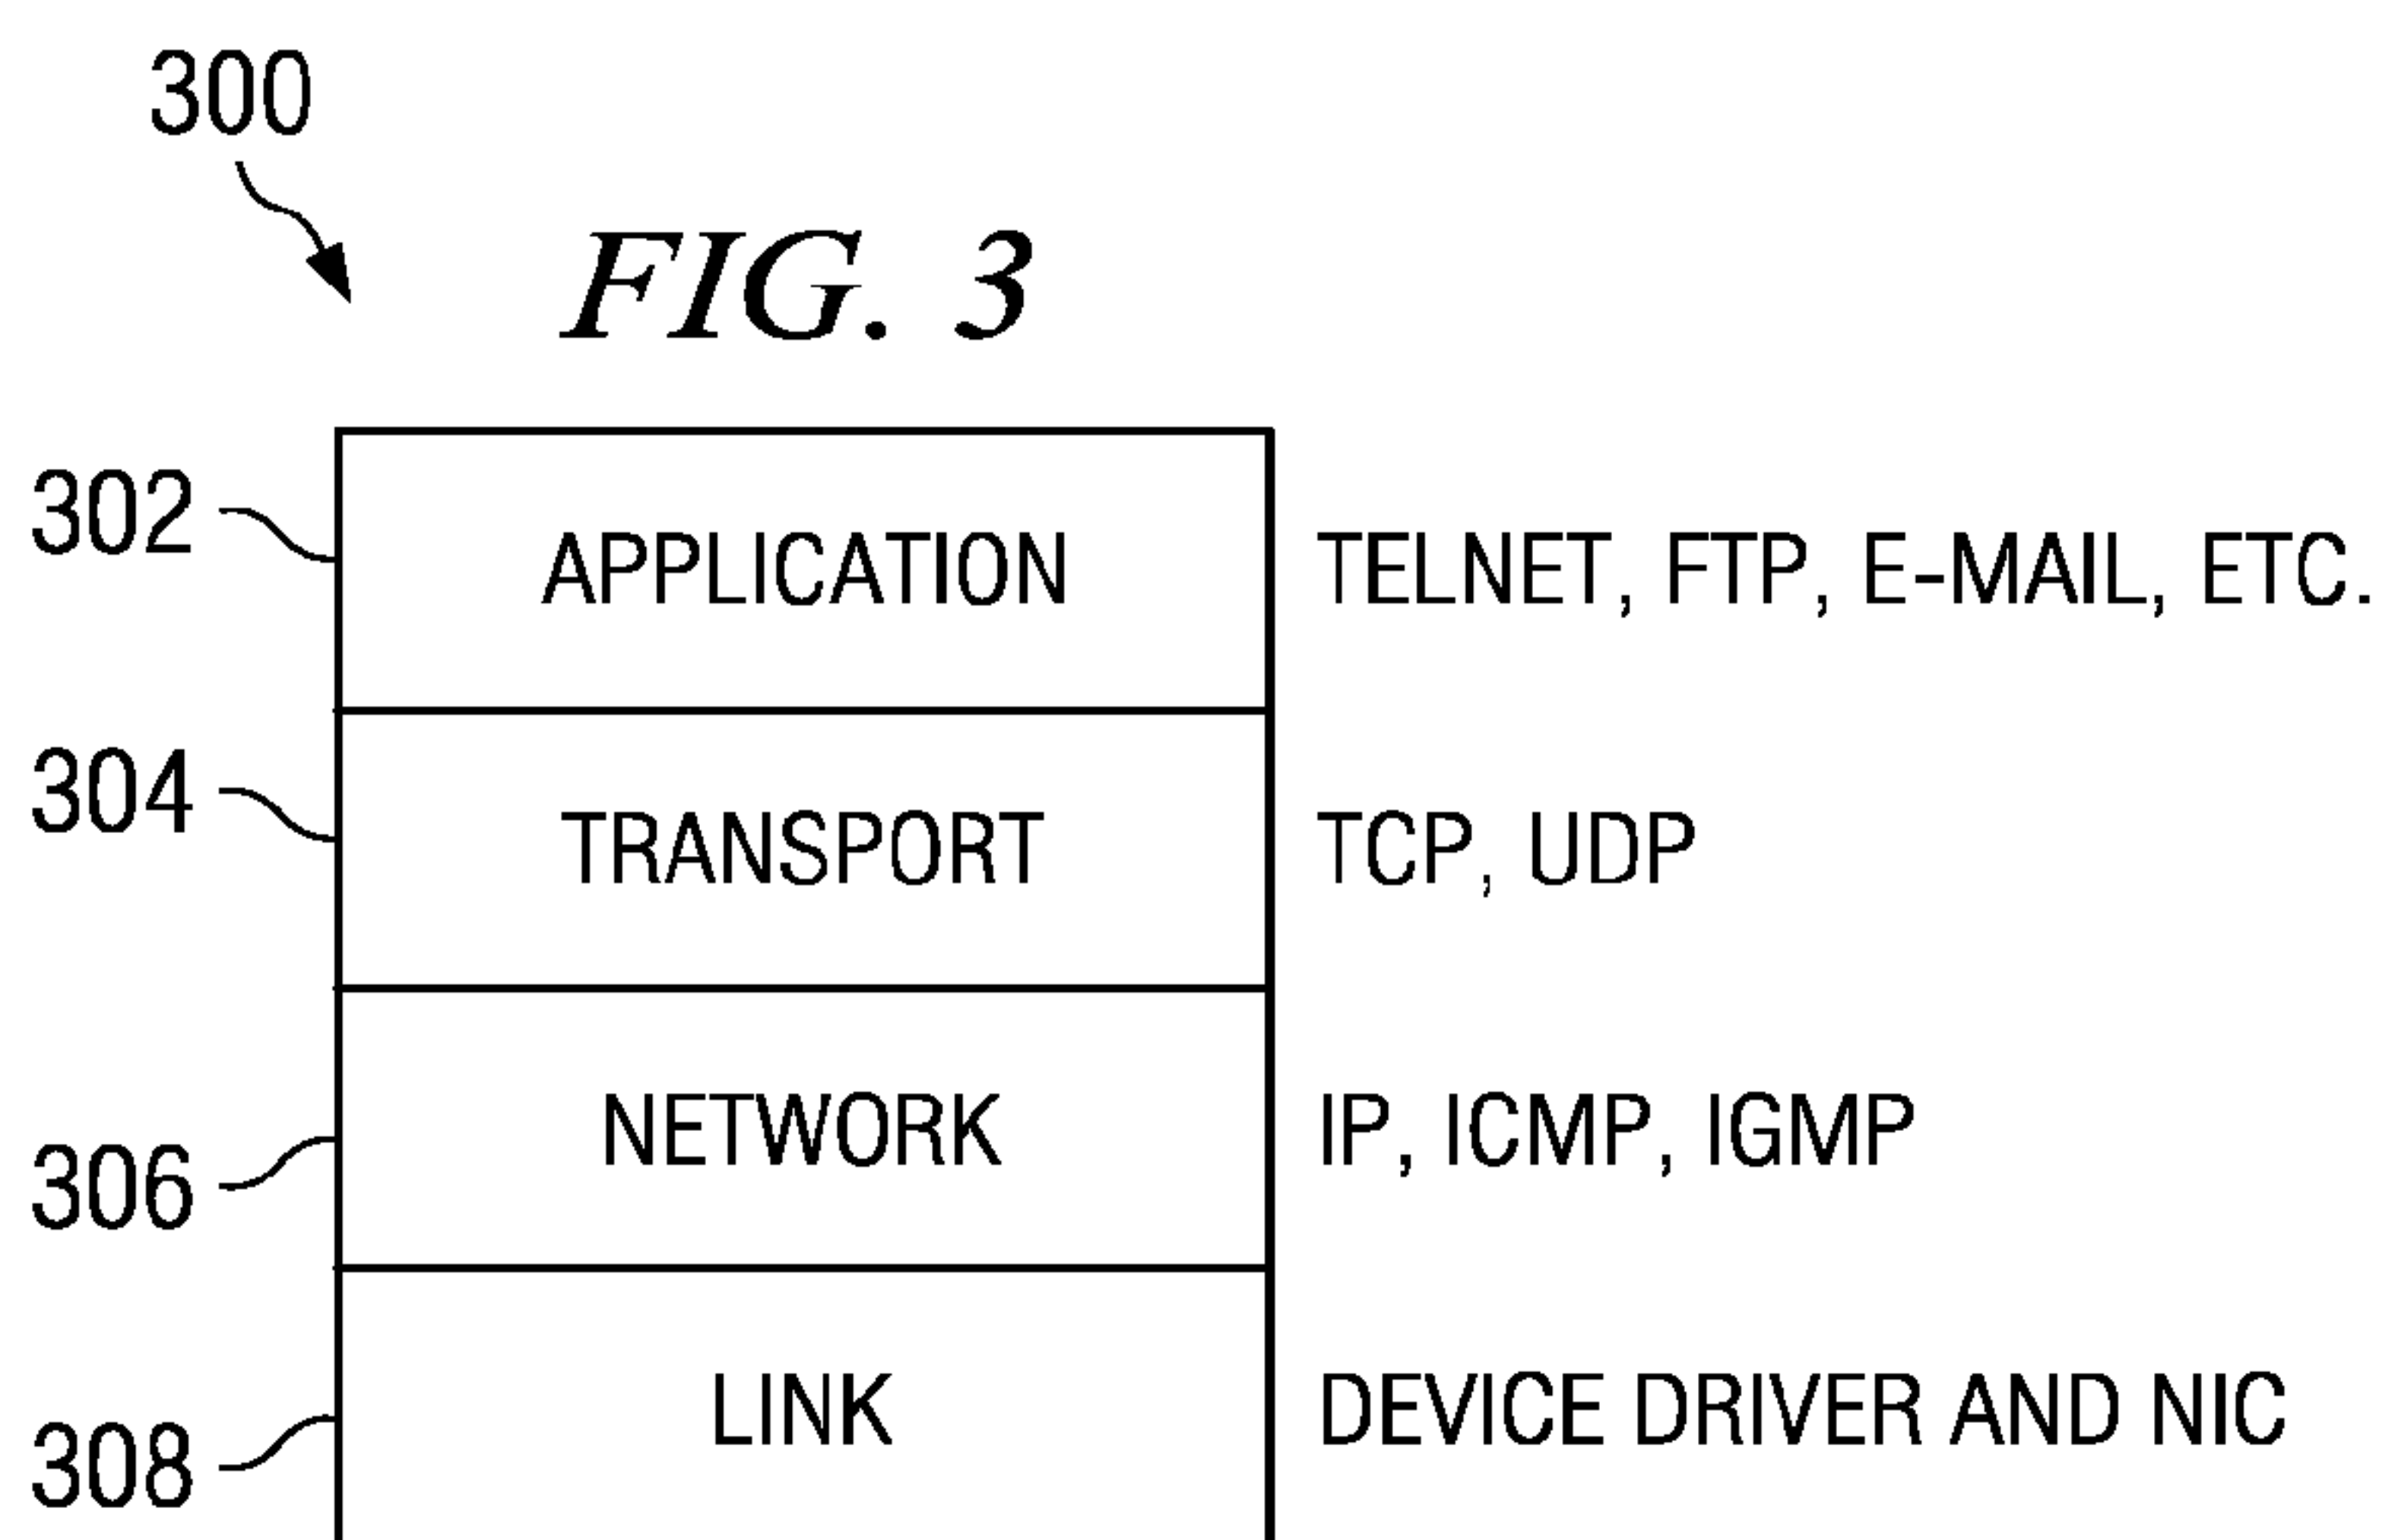 300
FIG. 3
302 APPLICATION TELNET, FTP, E-MAIL, ETC.
304 TRANSPORT TCP, UDP
306 NETWORK IP, ICMP, IGMP
308 LINK DEVICE DRIVER AND NIC